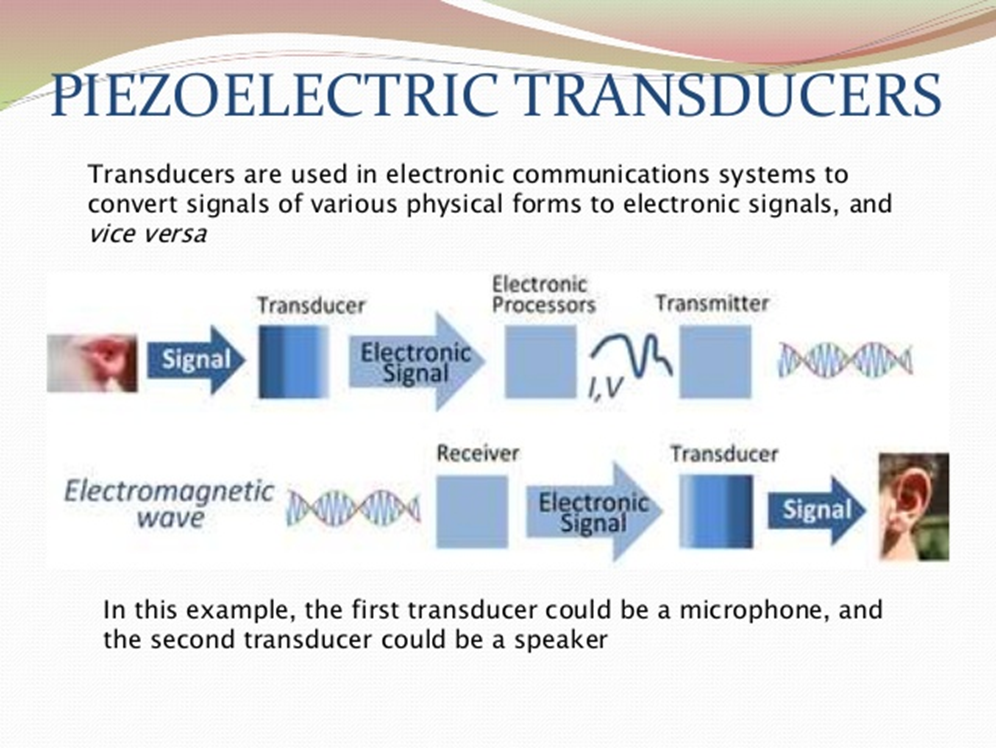 PIEZOELECTRIC TRANSDUCERS
Transducers are used in electronic communications systems to
convert signals of various physical forms to electronic signals, and
vice versa
Transducer
Electronic
Processors
Transmitter
Signal
Electronic
Signal
I,V
Receiver
Transducer
Electromagnetic
wave
Electronic
Signal
Signal
In this example, the first transducer could be a microphone, and
the second transducer could be a speaker